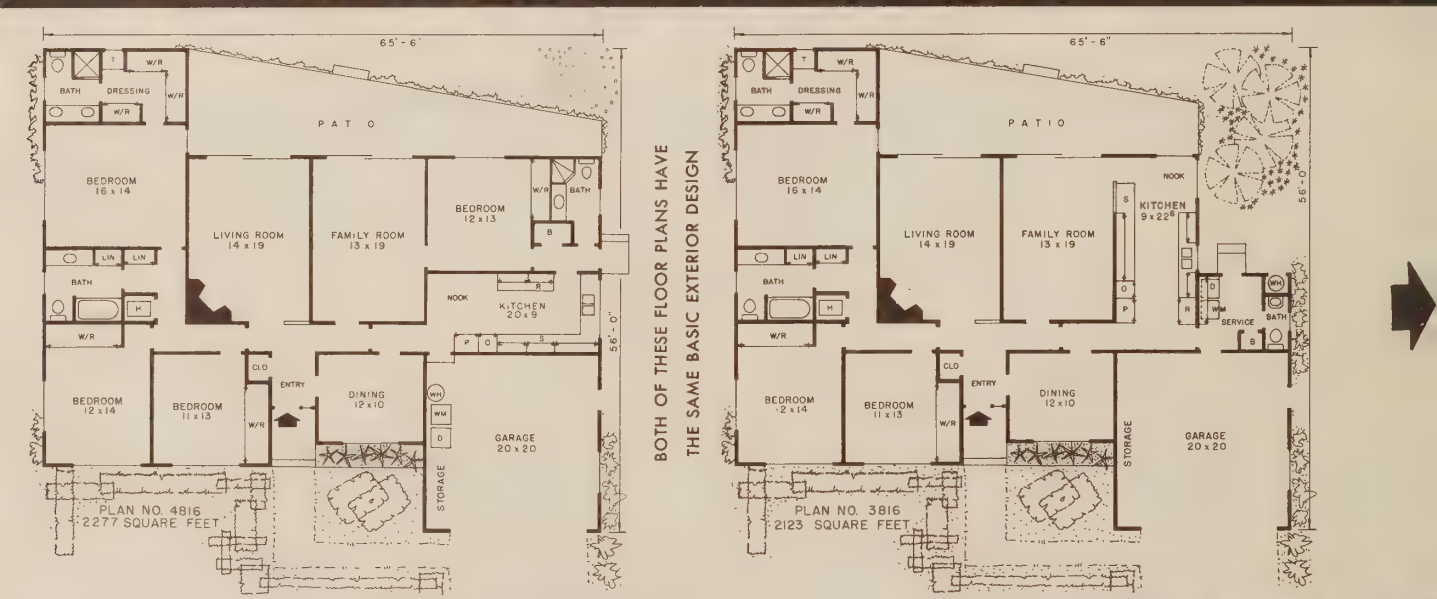 65'-6"
BATH
T
W/R
DRESSING
W/R
W/R
PATIO
BEDROOM
16 x 14
LIVING ROOM
14 x 19
FAMILY ROOM
13 x 19
BEDROOM
12 x 13
W/R
BATH
B
LIN
LIN
BATH
H
W/R
NOOK
R
KITCHEN
20 x 9
P
O
S
56'-0"
CLO
ENTRY
BEDROOM
12 x 14
BEDROOM
11 x 13
W/R
DINING
12 x 10
WH
WM
D
STORAGE
GARAGE
20 x 20
PLAN NO. 4816
2277 SQUARE FEET
BOTH OF THESE FLOOR PLANS HAVE
THE SAME BASIC EXTERIOR DESIGN
65'-6"
BATH
T
W/R
DRESSING
W/R
W/R
PATIO
BEDROOM
16 x 14
LIVING ROOM
14 x 19
FAMILY ROOM
13 x 19
NOOK
S
KITCHEN
9 x 22⁶
56'-0"
LIN
LIN
BATH
H
W/R
O
P
R
D
WM
WH
SERVICE
BATH
B
CLO
ENTRY
BEDROOM
2 x 14
BEDROOM
11 x 13
W/R
DINING
12 x 10
STORAGE
GARAGE
20 x 20
PLAN NO. 3816
2123 SQUARE FEET